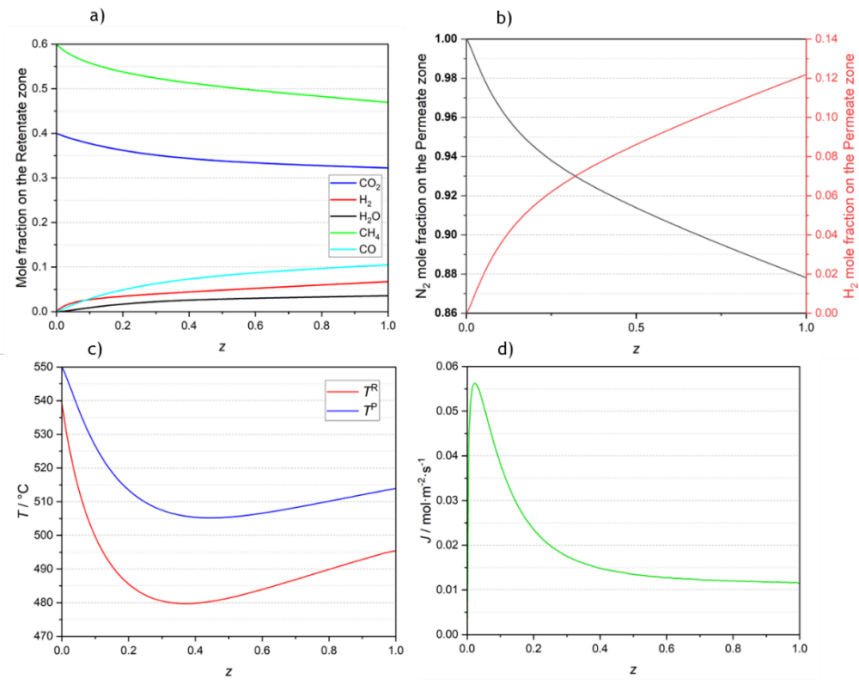 a)
Mole fraction on the Retentate zone
0.6
0.5
0.4
0.3
0.2
0.1
0.0
0.0 0.2 0.4 0.6 0.8 1.0
z
CO₂
H₂
H₂O
CH₄
CO
b)
N₂ mole fraction on the Permeate zone
1.00
0.98
0.96
0.94
0.93
0.92
0.90
0.88
0.86
0.0 0.5 1.0
z
0.14
0.12
0.10
0.08
0.07
0.06
0.04
0.02
0.00
H₂ mole fraction on the Permeate zone
c)
T / °C
550
540
530
520
510
500
490
480
470
0.0 0.2 0.4 0.6 0.8 1.0
z
Tᴿ
Tᴾ
d)
J / mol·m⁻²·s⁻¹
0.06
0.05
0.04
0.03
0.02
0.01
0.00
0.0 0.2 0.4 0.6 0.8 1.0
z